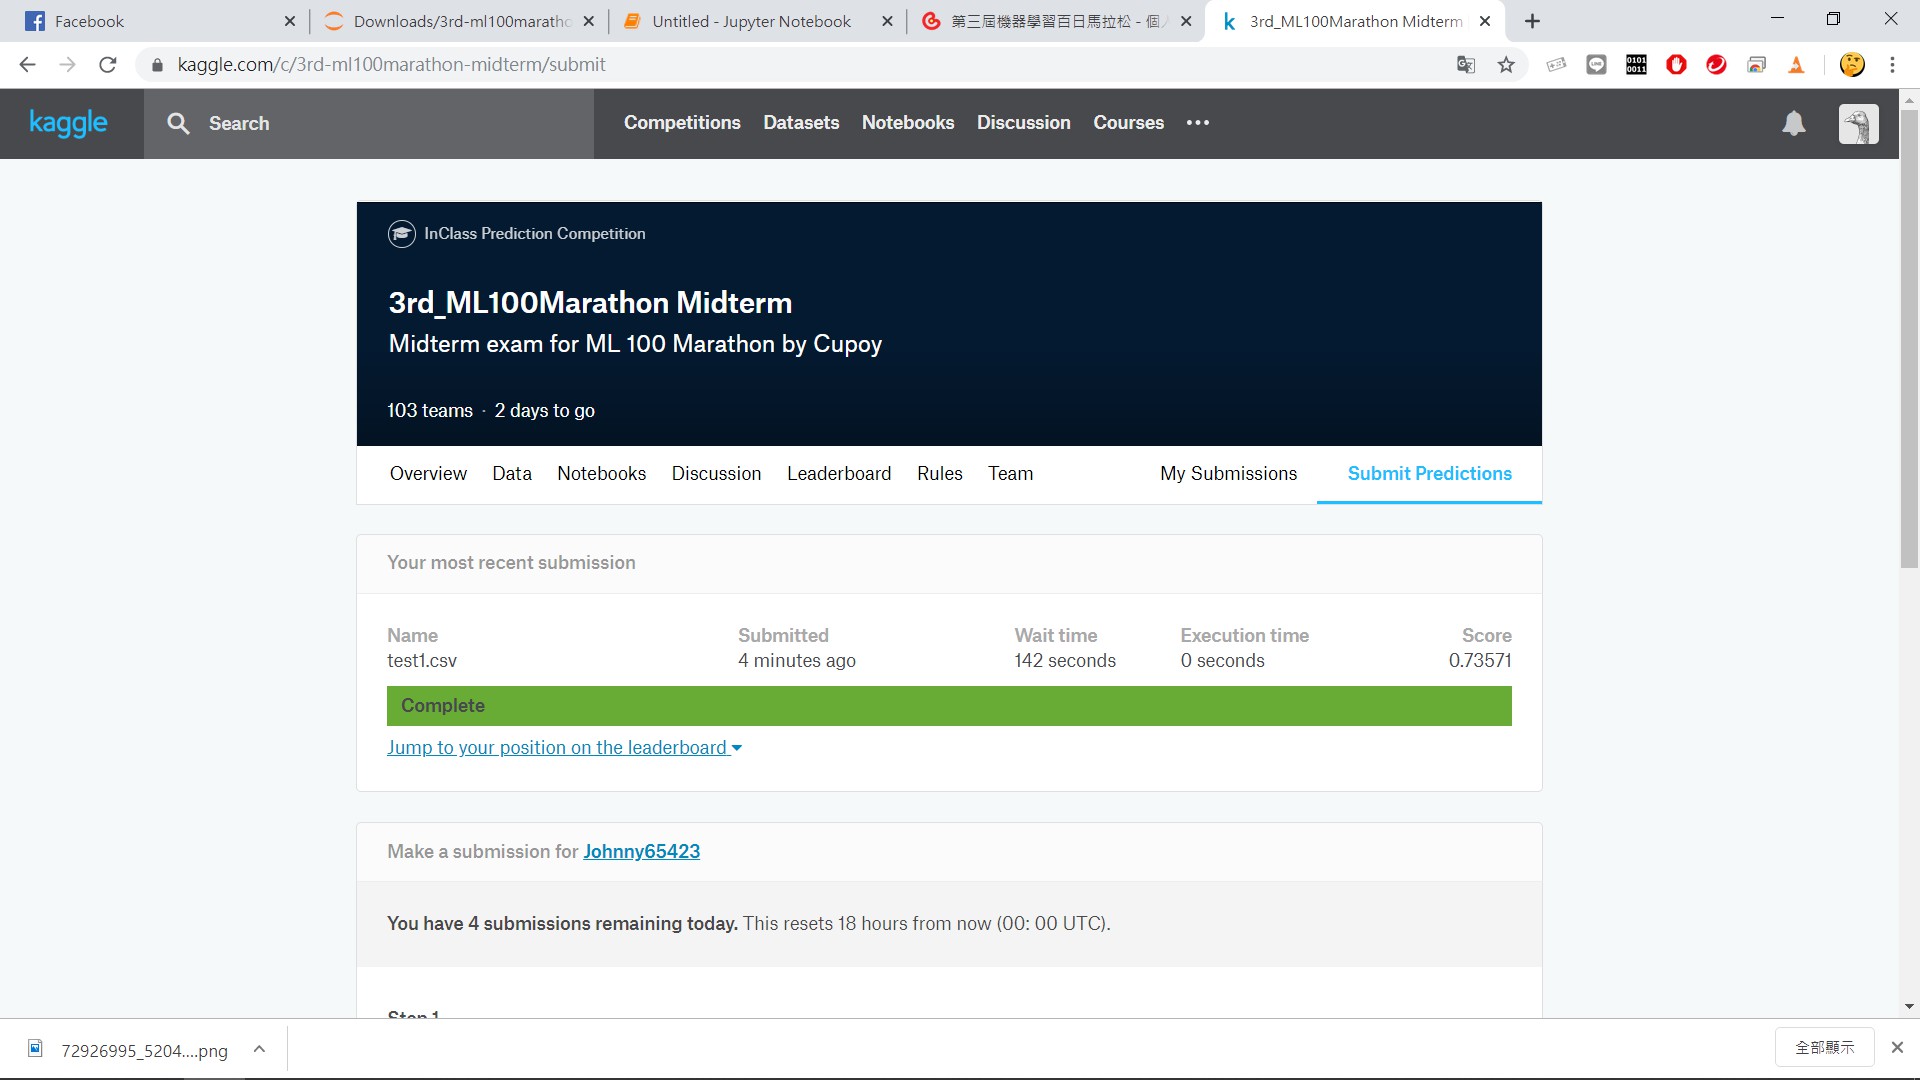 Facebook
Downloads/3rd-ml100maratho
Untitled - Jupyter Notebook
第三屆機器學習百日馬拉松 - 個人
3rd_ML100Marathon Midterm
kaggle.com/c/3rd-ml100marathon-midterm/submit
0101
0011
kaggle
Search
Competitions
Datasets
Notebooks
Discussion
Courses
InClass Prediction Competition
3rd_ML100Marathon Midterm
Midterm exam for ML 100 Marathon by Cupoy
103 teams · 2 days to go
Overview
Data
Notebooks
Discussion
Leaderboard
Rules
Team
My Submissions
Submit Predictions
Your most recent submission
Name
Submitted
Wait time
Execution time
Score
test1.csv
4 minutes ago
142 seconds
0 seconds
0.73571
Complete
Jump to your position on the leaderboard
Make a submission for Johnny65423
You have 4 submissions remaining today. This resets 18 hours from now (00: 00 UTC).
Step 1
72926995_5204....png
全部顯示